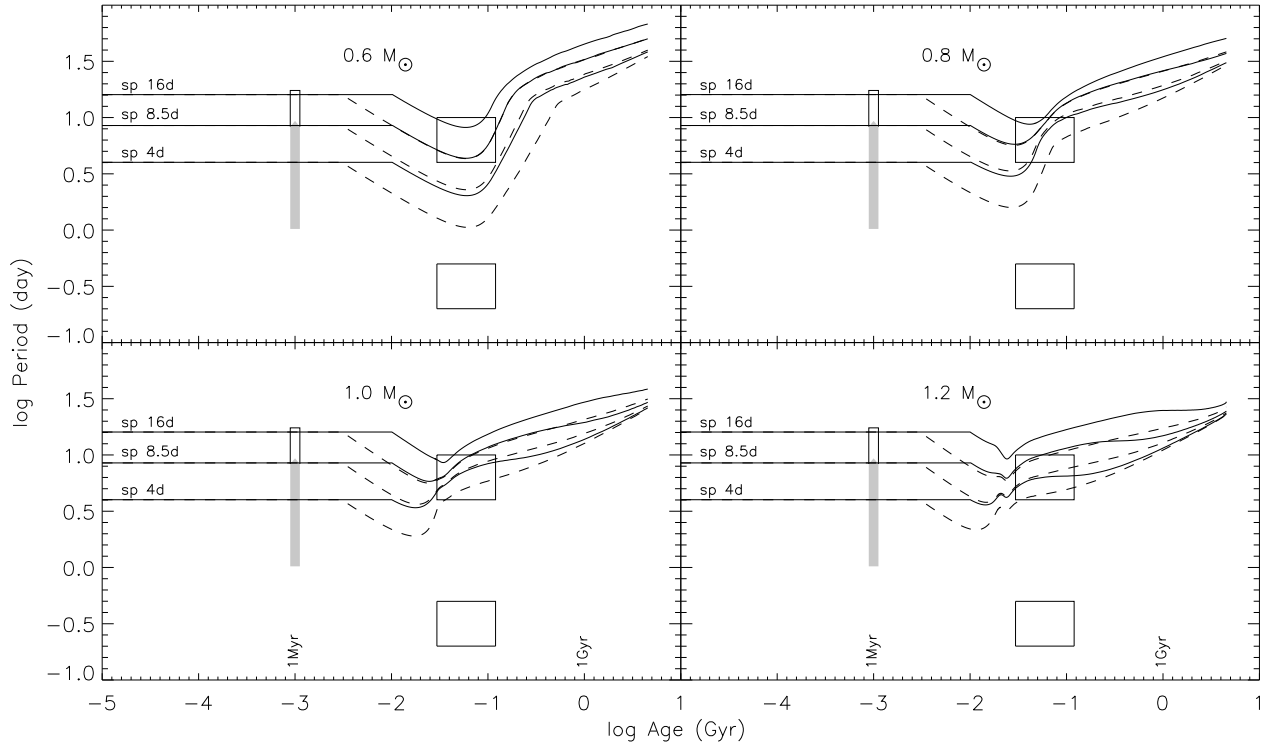 0.6 M⊙
0.8 M⊙
sp 16d
sp 8.5d
sp 4d
sp 16d
sp 8.5d
sp 4d
1.5
1.0
0.5
0.0
−0.5
−1.0
log Period (day)
1.0 M⊙
1.2 M⊙
sp 16d
sp 8.5d
sp 4d
sp 16d
sp 8.5d
sp 4d
1.5
1.0
0.5
0.0
−0.5
−1.0
1Myr
1Gyr
1Myr
1Gyr
−5 −4 −3 −2 −1 0 1 −4 −3 −2 −1 0 1
log Age (Gyr)